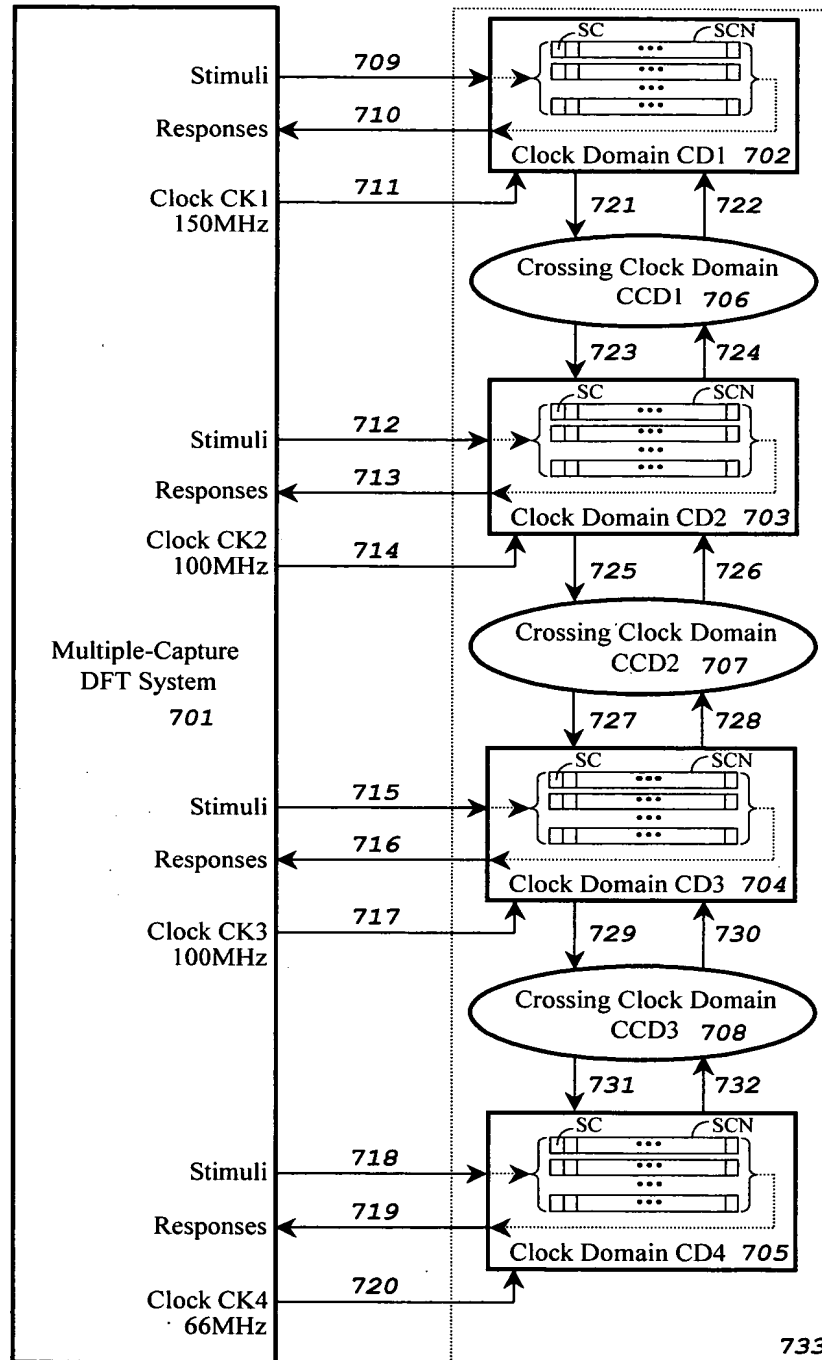 SC SCN
•••
Stimuli 709
•••
Responses 710
•••
Clock Domain CD1 702
Clock CK1 711
150MHz
721 722
Crossing Clock Domain
CCD1 706
723 724
SC SCN
•••
Stimuli 712
•••
Responses 713
•••
Clock Domain CD2 703
Clock CK2 714
100MHz
725 726
Crossing Clock Domain
CCD2 707
Multiple-Capture
DFT System
701
727 728
SC SCN
•••
Stimuli 715
•••
Responses 716
•••
Clock Domain CD3 704
Clock CK3 717
100MHz
729 730
Crossing Clock Domain
CCD3 708
731 732
SC SCN
•••
Stimuli 718
•••
Responses 719
•••
Clock Domain CD4 705
Clock CK4 720
66MHz
733